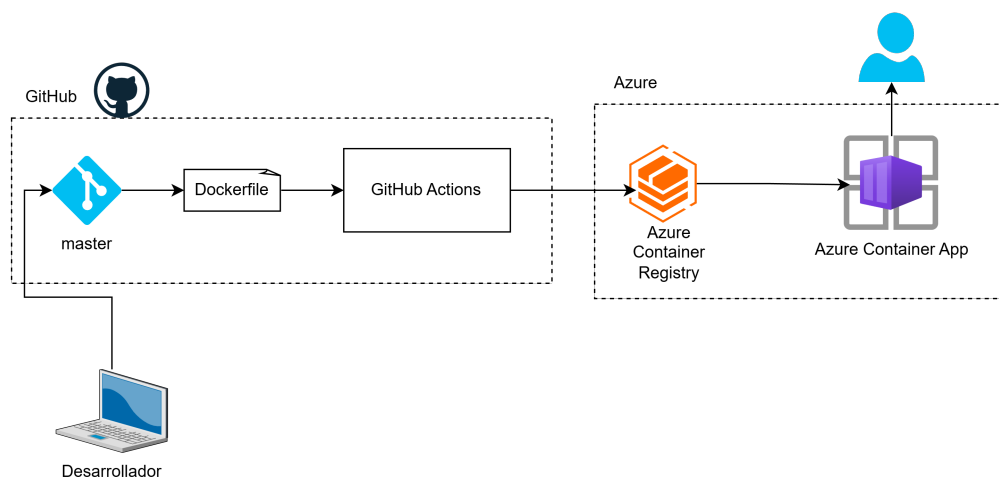 GitHub
Azure
Dockerfile
GitHub Actions
master
Azure
Container
Registry
Azure Container App
Desarrollador